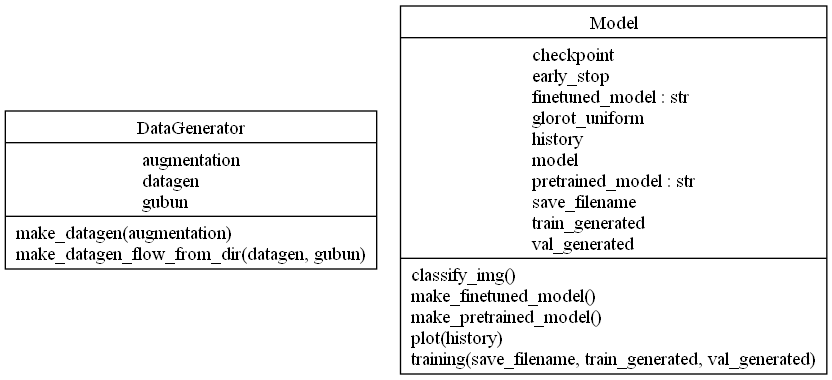 DataGenerator
augmentation
datagen
gubun
make_datagen(augmentation)
make_datagen_flow_from_dir(datagen, gubun)
Model
checkpoint
early_stop
finetuned_model : str
glorot_uniform
history
model
pretrained_model : str
save_filename
train_generated
val_generated
classify_img()
make_finetuned_model()
make_pretrained_model()
plot(history)
training(save_filename, train_generated, val_generated)